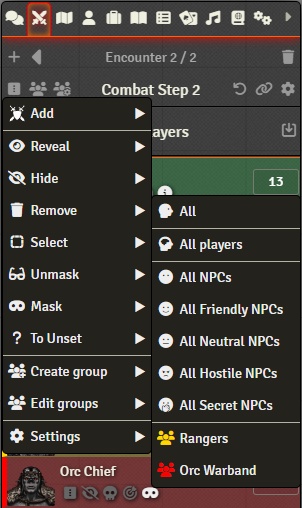 Encounter 2 / 2
Combat Step 2
ayers
Add
Reveal
13
Hide
Remove
All
Select
All players
Unmask
All NPCs
Mask
All Friendly NPCs
To Unset
All Neutral NPCs
Create group
All Hostile NPCs
Edit groups
All Secret NPCs
Settings
Rangers
Orc Chief
Orc Warband